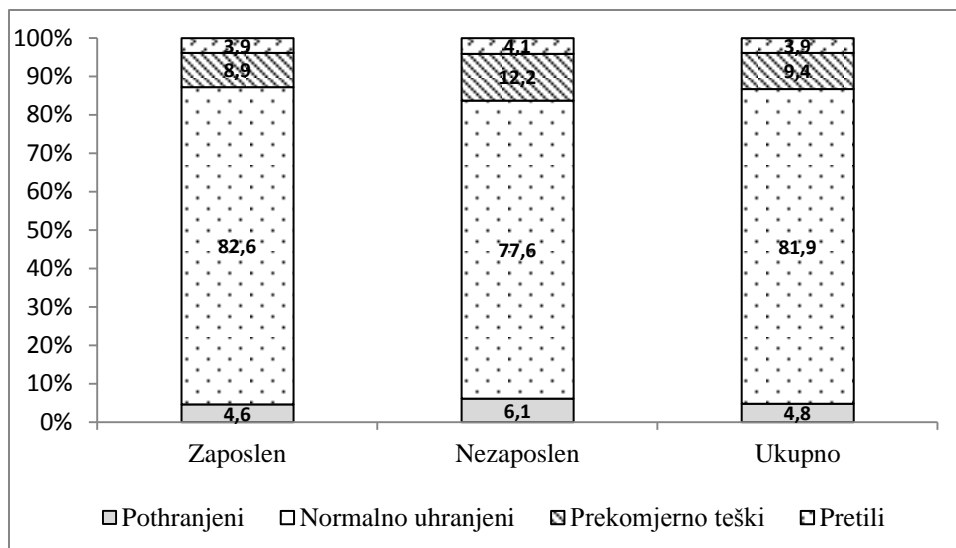 100%
90%
80%
70%
60%
50%
40%
30%
20%
10%
0%
3,9 4,1 3,9
8,9 12,2 9,4
82,6 77,6 81,9
4,6 6,1 4,8
Zaposlen Nezaposlen Ukupno
Pothranjeni Normalno uhranjeni Prekomjerno teški Pretili